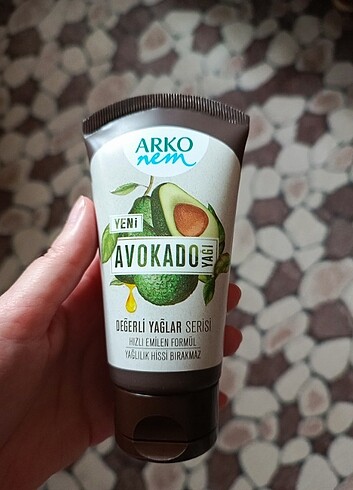 ARKO
nem
YENİ
AVOKADO YAĞI
DEĞERLİ YAĞLAR SERİSİ
HIZLI EMİLEN FORMÜL
YAĞLILIK HİSSİ BIRAKMAZ